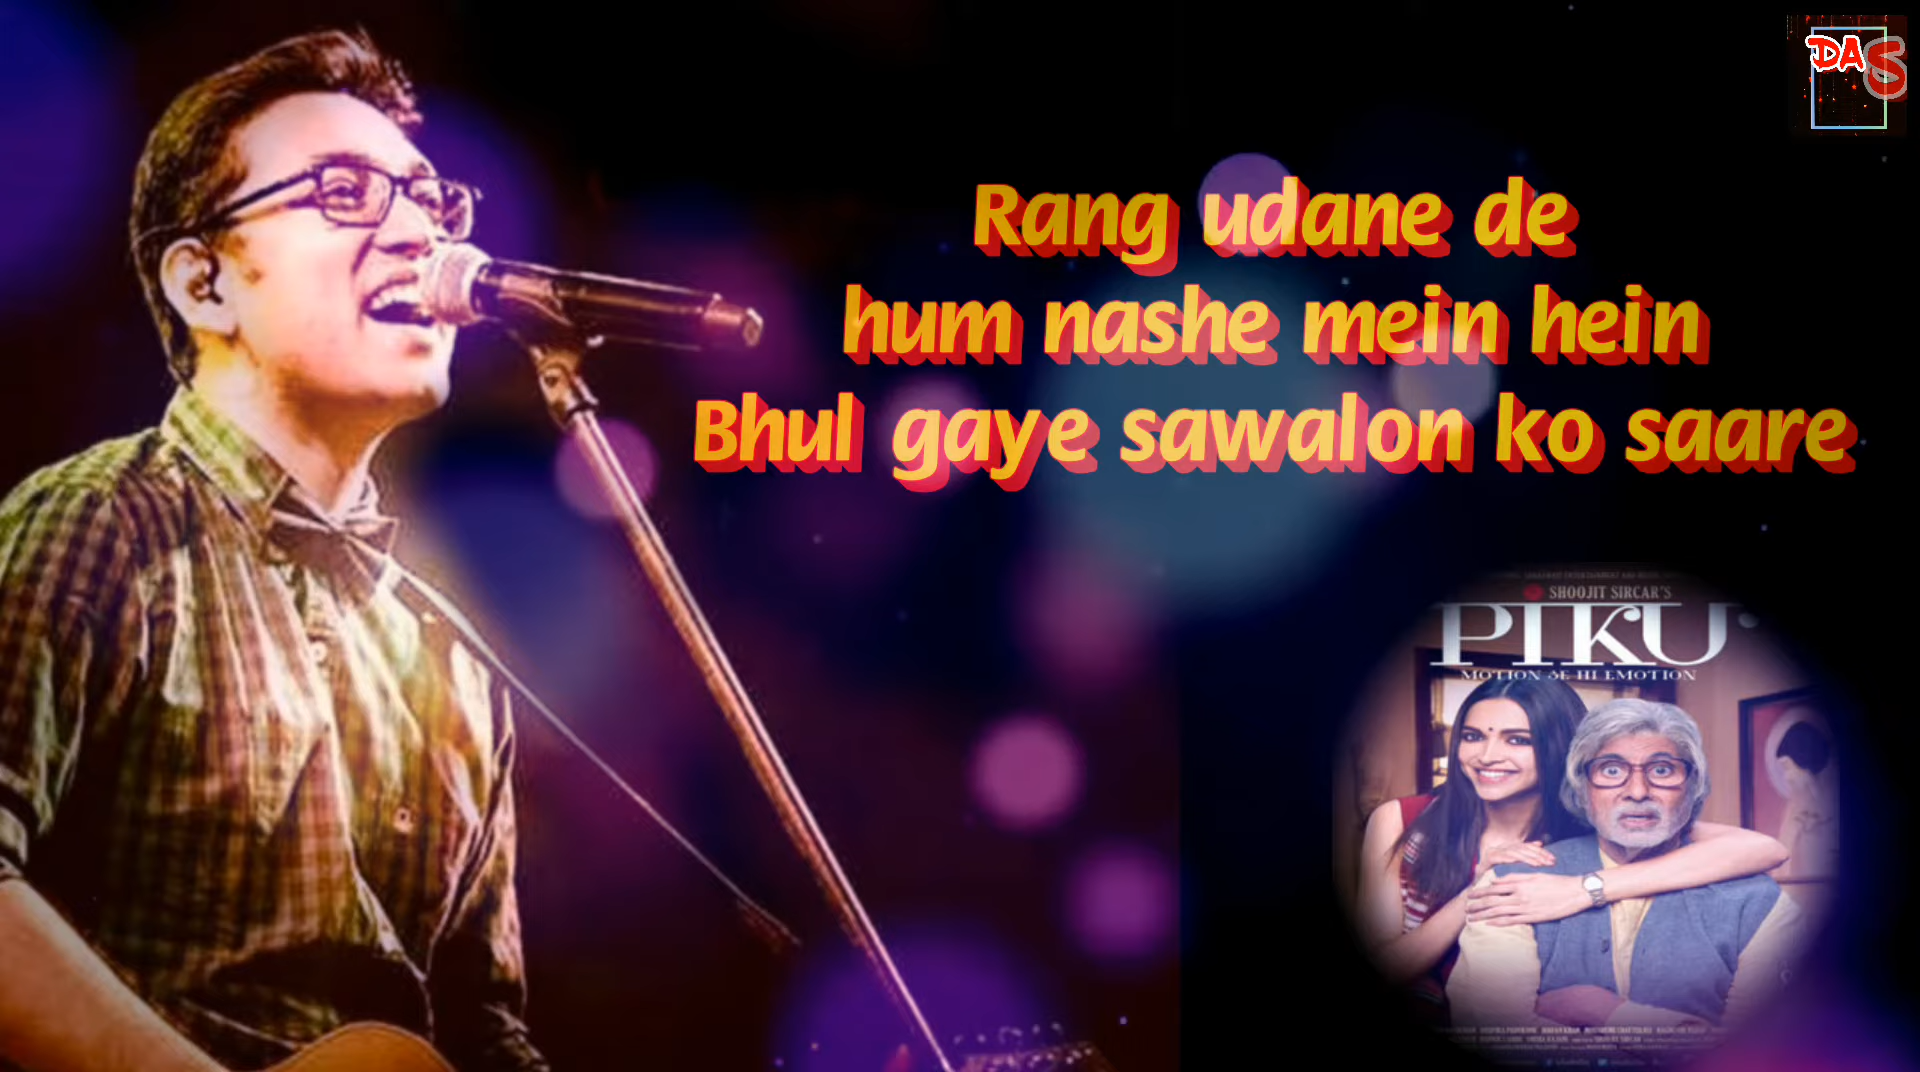 DAS
Rang udane de
hum nashe mein hein
Bhul gaye sawalon ko saare
SHOOJIT SIRCAR'S
PIKU
MOTION SE HI EMOTION